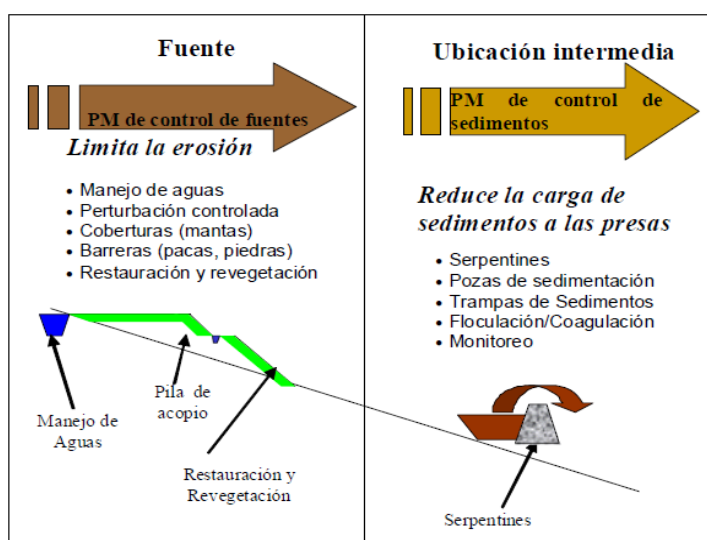 Fuente
PM de control de fuentes
Limita la erosión
• Manejo de aguas
• Perturbación controlada
• Coberturas (mantas)
• Barreras (pacas, piedras)
• Restauración y revegetación
Manejo de
Aguas
Pila de
acopio
Restauración y
Revegetación
Ubicación intermedia
PM de control de
sedimentos
Reduce la carga de
sedimentos a las presas
• Serpentines
• Pozas de sedimentación
• Trampas de Sedimentos
• Floculación/Coagulación
• Monitoreo
Serpentines